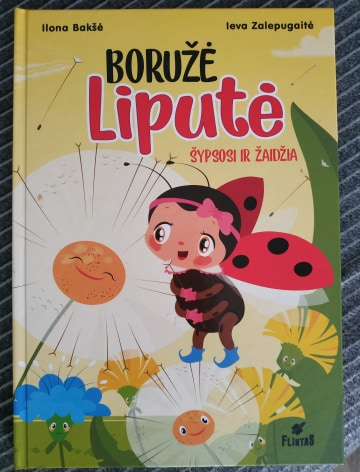 Ilona Bakšė
Ieva Zalepugaitė
BORUŽĖ
Liputė
ŠYPSOSI IR ŽAIDŽIA
FLINTAS